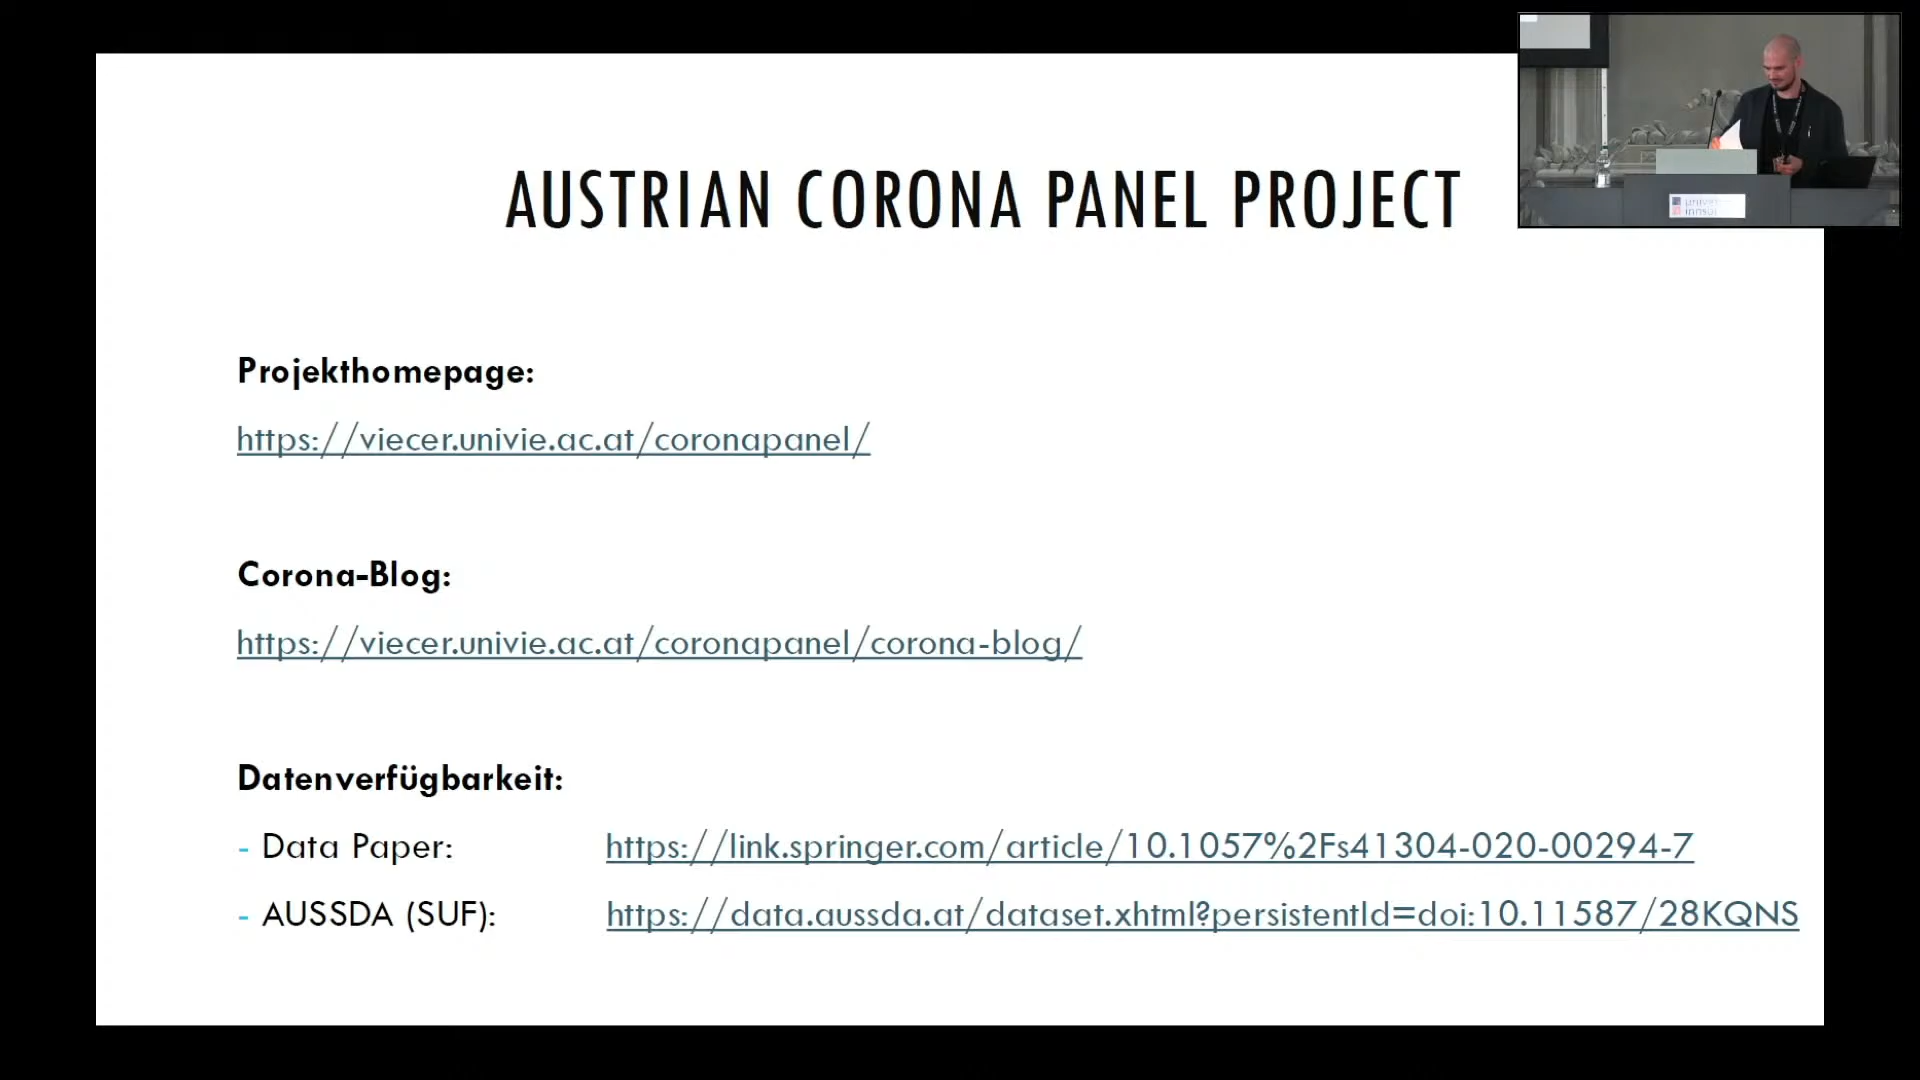 AUSTRIAN CORONA PANEL PROJECT
Projekthomepage:
https://viecer.univie.ac.at/coronapanel/
Corona-Blog:
https://viecer.univie.ac.at/coronapanel/corona-blog/
Datenverfügbarkeit:
- Data Paper: https://link.springer.com/article/10.1057%2Fs41304-020-00294-7
- AUSSDA (SUF): https://data.aussda.at/dataset.xhtml?persistentId=doi:10.11587/28KQNS